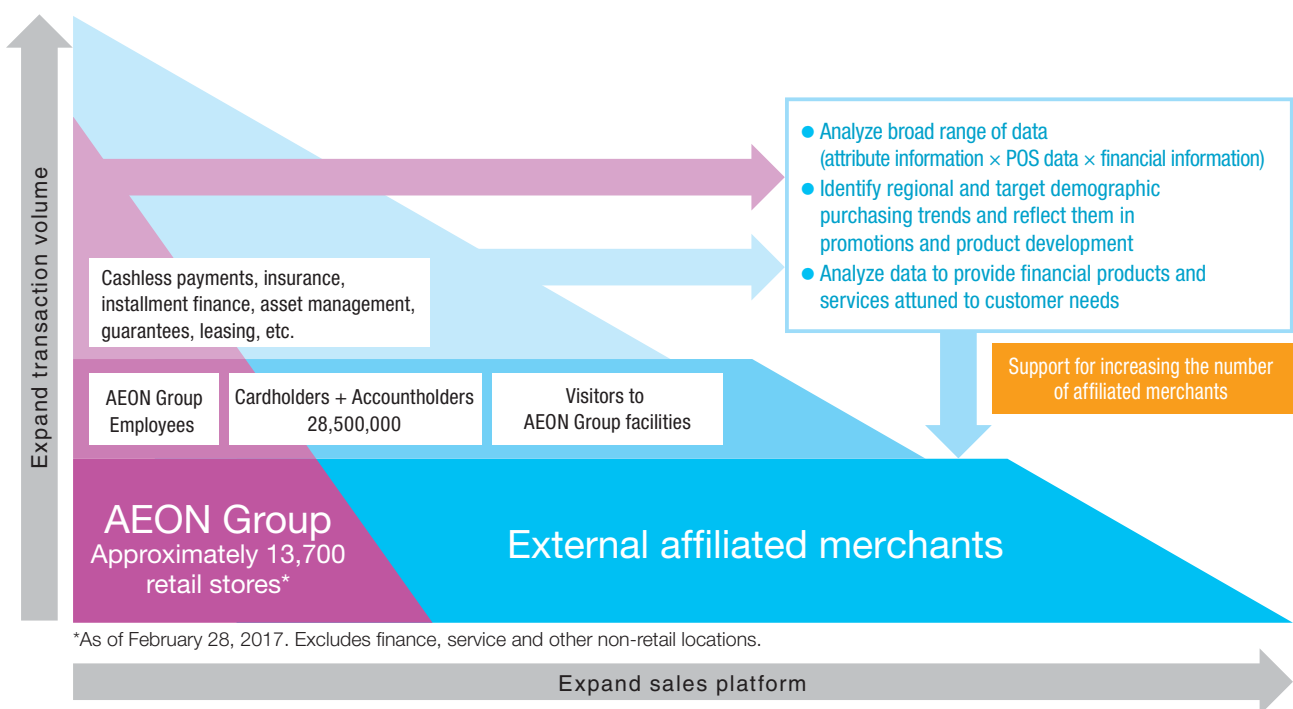 Expand transaction volume
● Analyze broad range of data
(attribute information × POS data × financial information)
● Identify regional and target demographic
purchasing trends and reflect them in
promotions and product development
● Analyze data to provide financial products and
services attuned to customer needs
Cashless payments, insurance,
installment finance, asset management,
guarantees, leasing, etc.
Support for increasing the number
of affiliated merchants
AEON Group
Employees
Cardholders + Accountholders
28,500,000
Visitors to
AEON Group facilities
AEON Group
Approximately 13,700
retail stores*
External affiliated merchants
*As of February 28, 2017. Excludes finance, service and other non-retail locations.
Expand sales platform